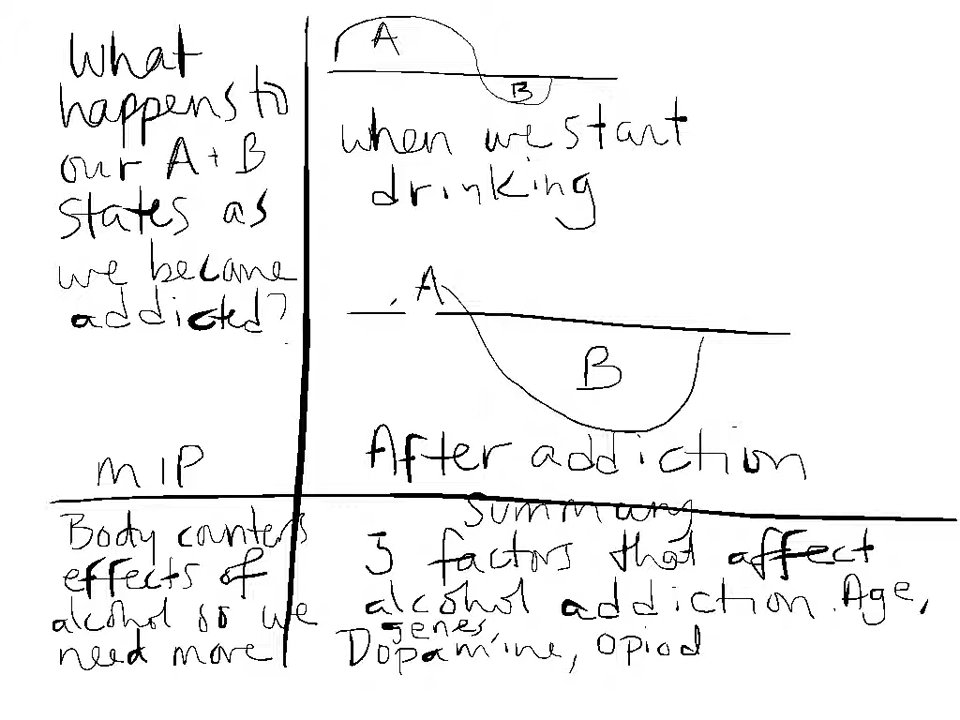 What
happens to
our A + B
states as
we became
addicted?
MIP
A
B
when we start
drinking
A
B
After addiction
Body counters
effects of
alcohol so we
need more
summary
3 factors that affect
alcohol addiction. Age,
genes,
Dopamine, opiod